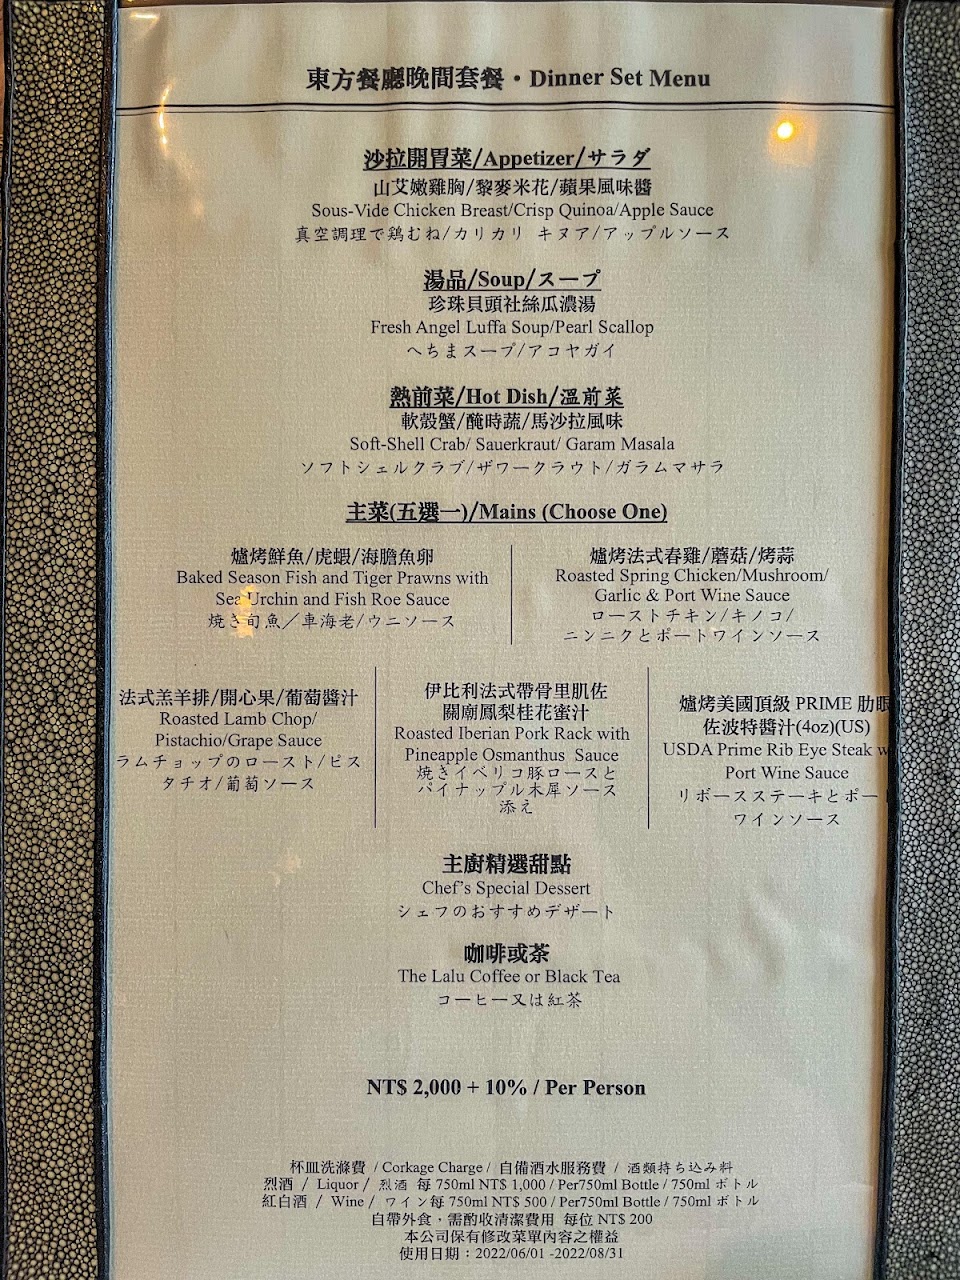 東方餐廳晚間套餐・Dinner Set Menu
沙拉開胃菜/Appetizer/サラダ
山艾嫩雞胸/黎麥米花/蘋果風味醬
Sous-Vide Chicken Breast/Crisp Quinoa/Apple Sauce
真空調理で鶏むね/カリカリ キヌア/アップルソース
湯品/Soup/スープ
珍珠貝頭社絲瓜濃湯
Fresh Angel Luffa Soup/Pearl Scallop
へちまスープ/アコヤガイ
熱前菜/Hot Dish/溫前菜
軟殼蟹/醃時蔬/馬沙拉風味
Soft-Shell Crab/ Sauerkraut/ Garam Masala
ソフトシェルクラブ/ザワークラウト/ガラムマサラ
主菜(五選一)/Mains (Choose One)
爐烤鮮魚/虎蝦/海膽魚卵
Baked Season Fish and Tiger Prawns with
Sea Urchin and Fish Roe Sauce
焼き旬魚／車海老/ウニソース
爐烤法式春雞/蘑菇/烤蒜
Roasted Spring Chicken/Mushroom/
Garlic & Port Wine Sauce
ローストチキン/キノコ/
ニンニクとポートワインソース
法式羔羊排/開心果/葡萄醬汁
Roasted Lamb Chop/
Pistachio/Grape Sauce
ラムチョップのロースト/ピス
タチオ/葡萄ソース
伊比利法式帶骨里肌佐
關廟鳳梨桂花蜜汁
Roasted Iberian Pork Rack with
Pineapple Osmanthus Sauce
焼きイベリコ豚ロースと
パイナップル木犀ソース
添え
爐烤美國頂級 PRIME 肋眼
佐波特醬汁(4oz)(US)
USDA Prime Rib Eye Steak w
Port Wine Sauce
リボースステーキとポー
ワインソース
主廚精選甜點
Chef's Special Dessert
シェフのおすすめデザート
咖啡或茶
The Lalu Coffee or Black Tea
コーヒー又は紅茶
NT$ 2,000 + 10% / Per Person
杯皿洗滌費 / Corkage Charge / 自備酒水服務費 / 酒類持ち込み料
烈酒 / Liquor / 烈酒 每 750ml NT$ 1,000 / Per750ml Bottle / 750ml ボトル
紅白酒 / Wine / ワイン每 750ml NT$ 500 / Per750ml Bottle / 750ml ボトル
自帶外食，需酌收清潔費用 每位 NT$ 200
本公司保有修改菜單內容之權益
使用日期：2022/06/01 -2022/08/31